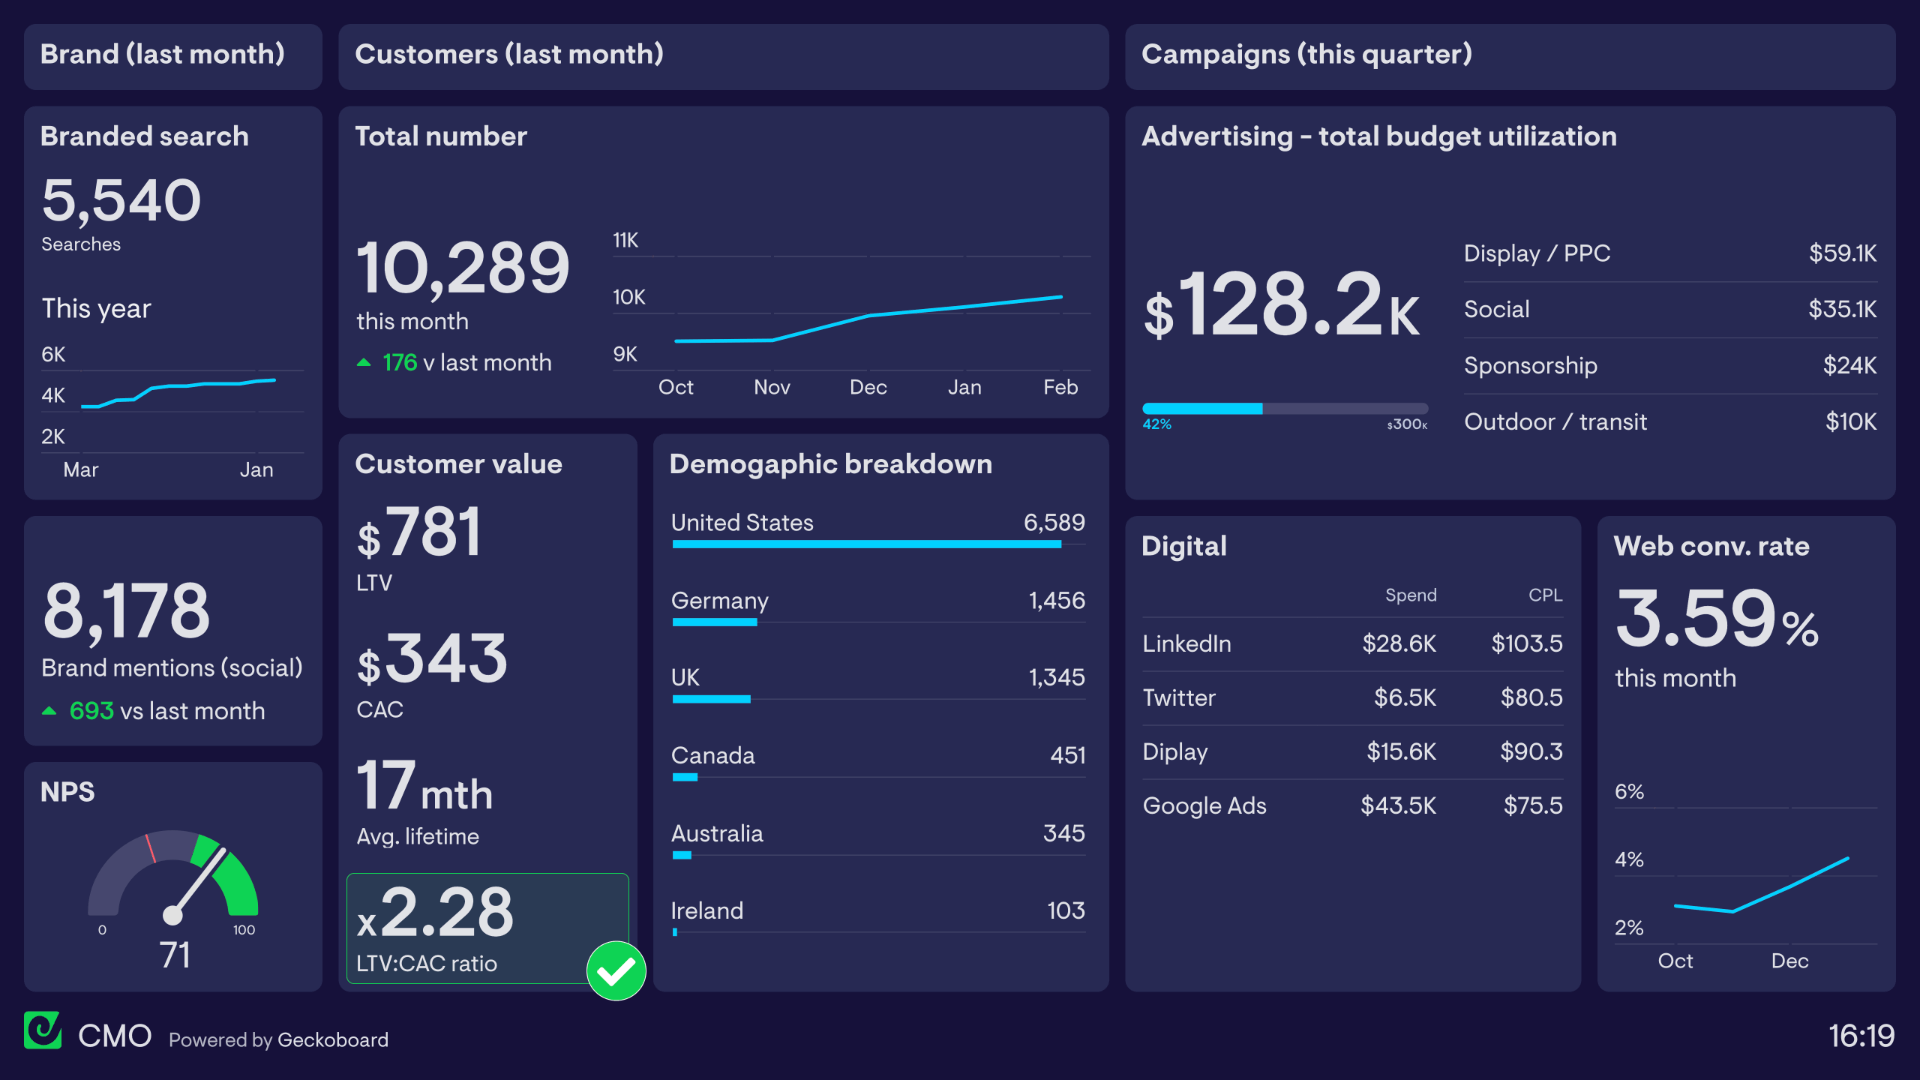 Brand (last month)
Customers (last month)
Campaigns (this quarter)
Branded search
5,540
Searches
This year
6K
4K
2K
Mar Jan
8,178
Brand mentions (social)
693 vs last month
NPS
0 100
71
Total number
10,289
this month
176 v last month
11K
10K
9K
Oct Nov Dec Jan Feb
Customer value
$781
LTV
$343
CAC
17 mth
Avg. lifetime
x2.28
LTV:CAC ratio
Demogaphic breakdown
United States 6,589
Germany 1,456
UK 1,345
Canada 451
Australia 345
Ireland 103
Advertising - total budget utilization
$128.2K
42% $300K
Display / PPC $59.1K
Social $35.1K
Sponsorship $24K
Outdoor / transit $10K
Digital
Spend CPL
LinkedIn $28.6K $103.5
Twitter $6.5K $80.5
Diplay $15.6K $90.3
Google Ads $43.5K $75.5
Web conv. rate
3.59%
this month
6%
4%
2%
Oct Dec
CMO Powered by Geckoboard
16:19